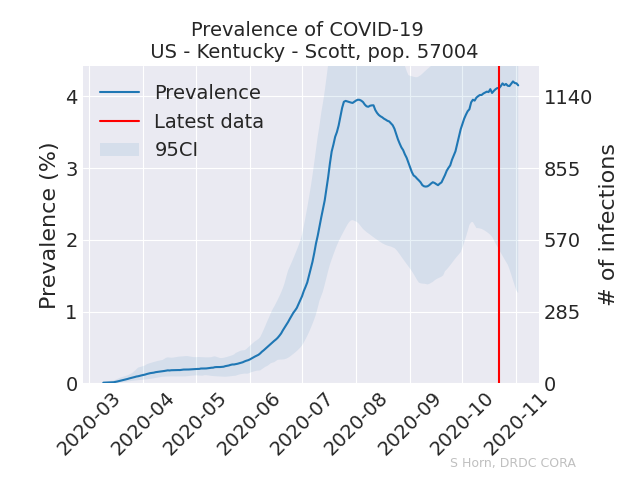 Prevalence of COVID-19
US - Kentucky - Scott, pop. 57004
Prevalence
Latest data
95CI
Prevalence (%)
4
3
2
1
0
1140
855
570
285
0
# of infections
2020-03
2020-04
2020-05
2020-06
2020-07
2020-08
2020-09
2020-10
2020-11
S Horn, DRDC CORA